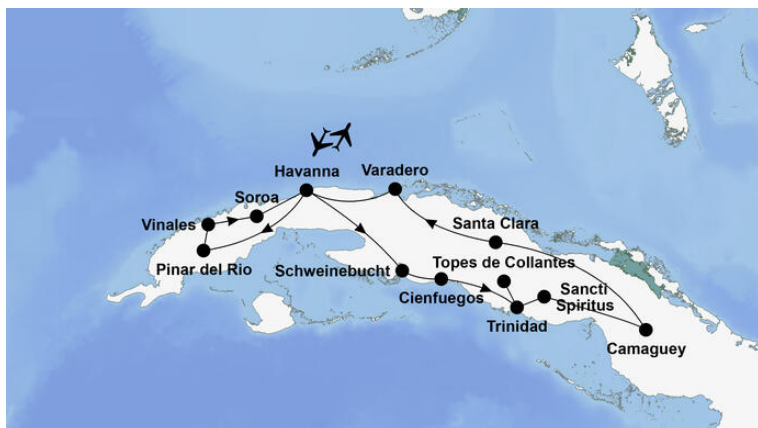 Havanna
Varadero
Soroa
Vinales
Santa Clara
Pinar del Rio
Schweinebucht
Topes de Collantes
Cienfuegos
Sancti
Spiritus
Trinidad
Camaguey